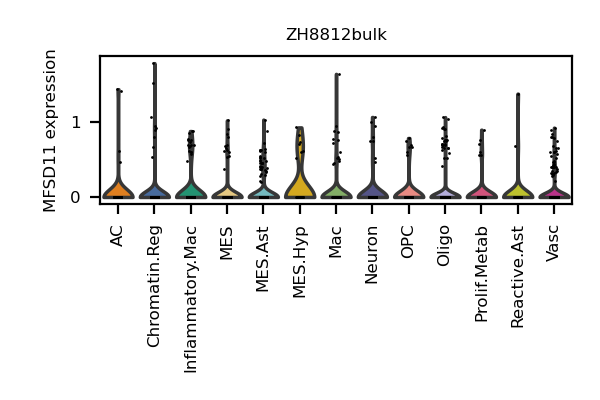 ZH8812bulk
MFSD11 expression
1
0
AC
Chromatin.Reg
Inflammatory.Mac
MES
MES.Ast
MES.Hyp
Mac
Neuron
OPC
Oligo
Prolif.Metab
Reactive.Ast
Vasc